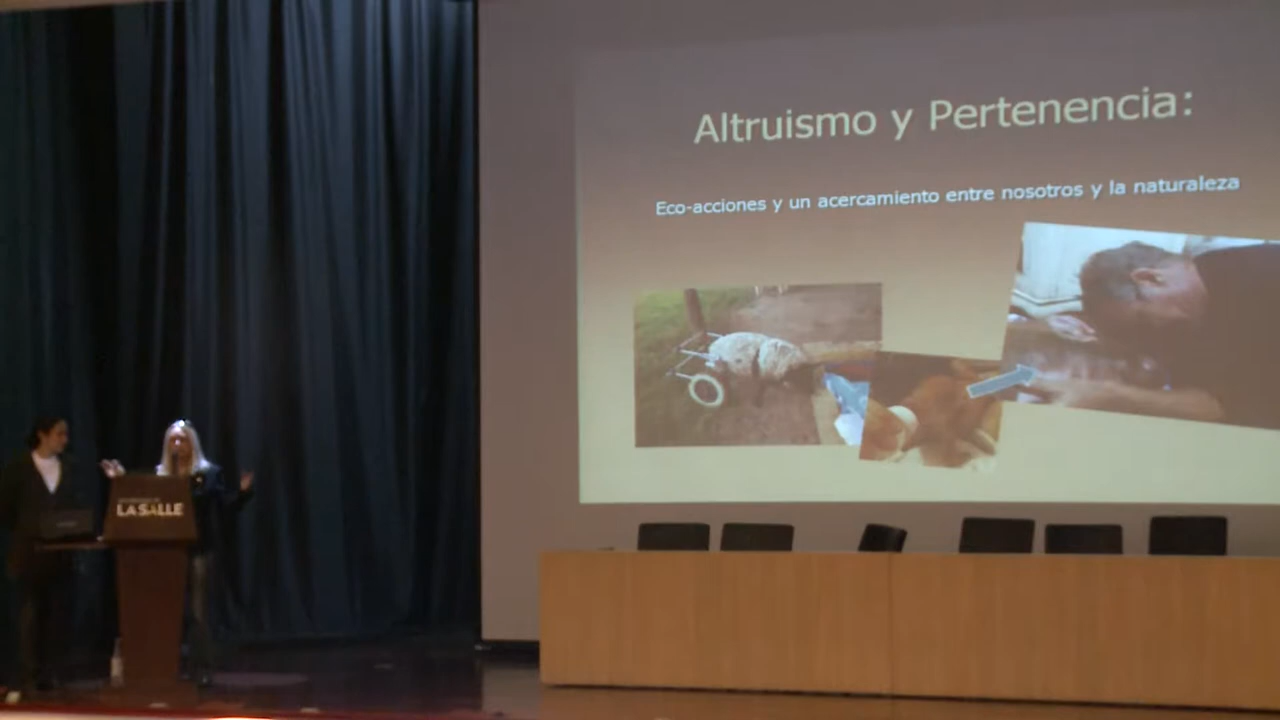 Altruismo y Pertenencia:
Eco-acciones y un acercamiento entre nosotros y la naturaleza
LA SALLE